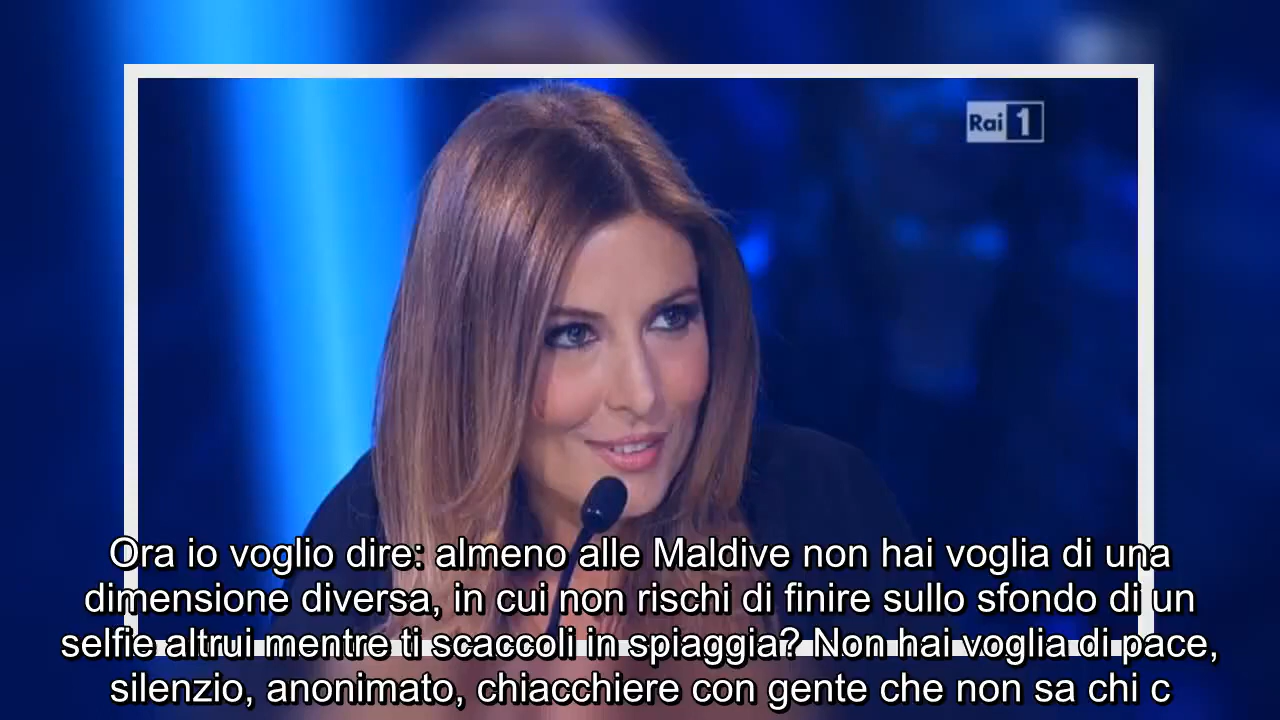 Rai 1
Ora io voglio dire: almeno alle Maldive non hai voglia di una
dimensione diversa, in cui non rischi di finire sullo sfondo di un
selfie altrui mentre ti scaccoli in spiaggia? Non hai voglia di pace,
silenzio, anonimato, chiacchiere con gente che non sa chi c